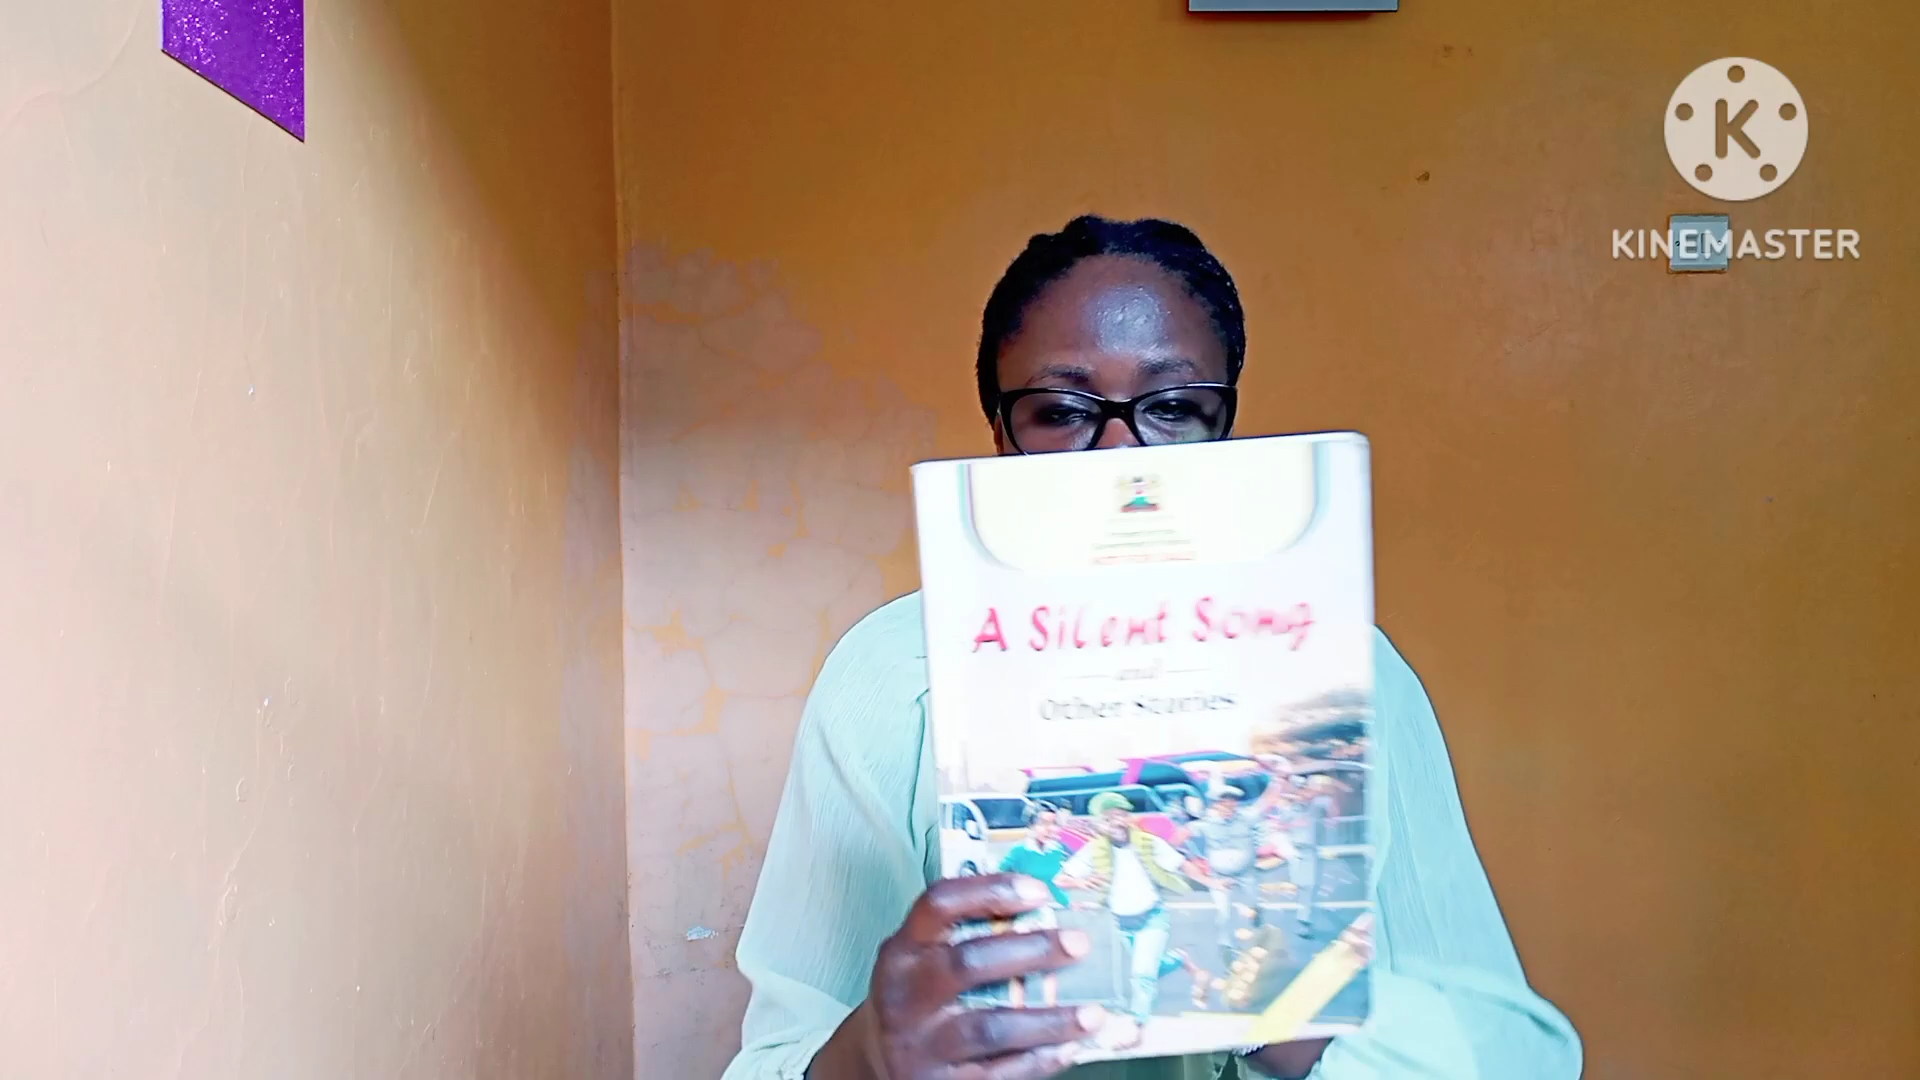 K
KINEMASTER
A Silent Song
and
Other Stories